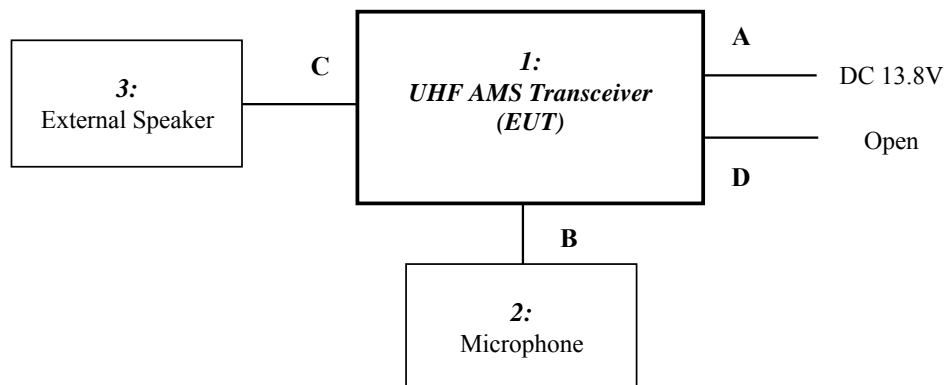 3:
External Speaker
C
1:
UHF AMS Transceiver
(EUT)
A
DC 13.8V
Open
D
B
2:
Microphone